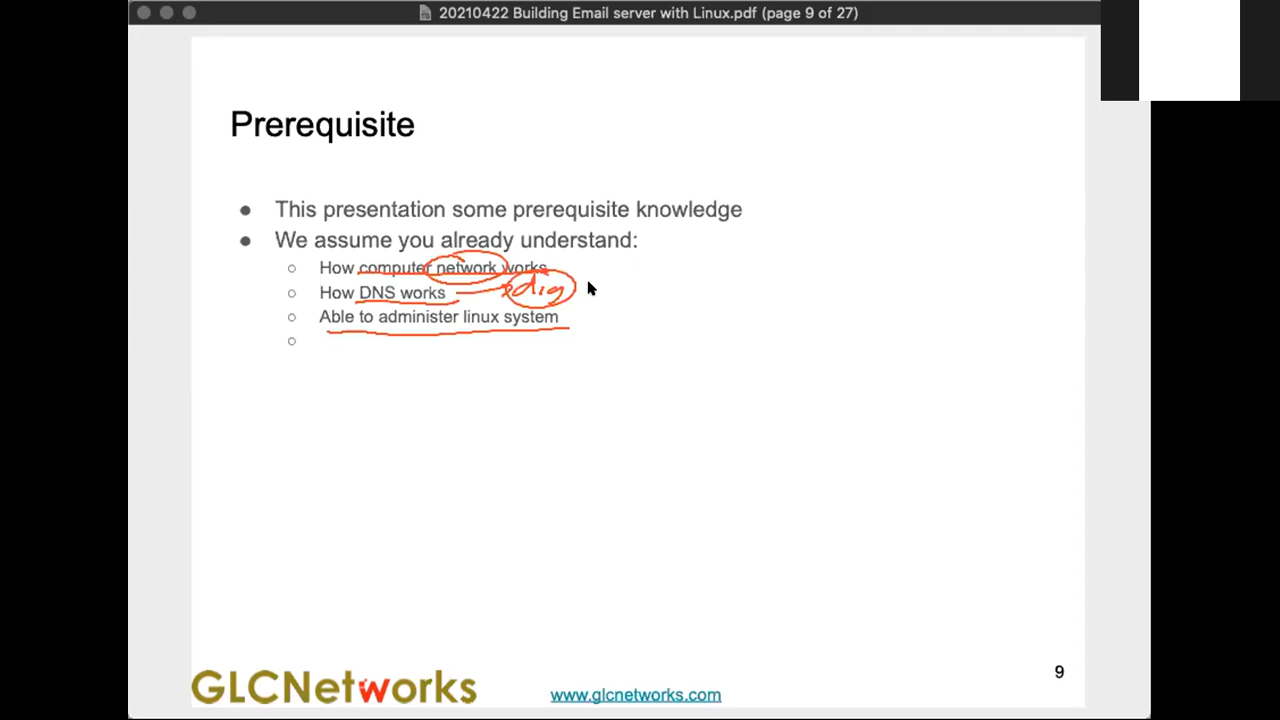 20210422 Building Email server with Linux.pdf (page 9 of 27)
Prerequisite
● This presentation some prerequisite knowledge
● We assume you already understand:
○ How computer network works
○ How DNS works dig
○ Able to administer linux system
○
GLCNetworks
www.glcnetworks.com
9